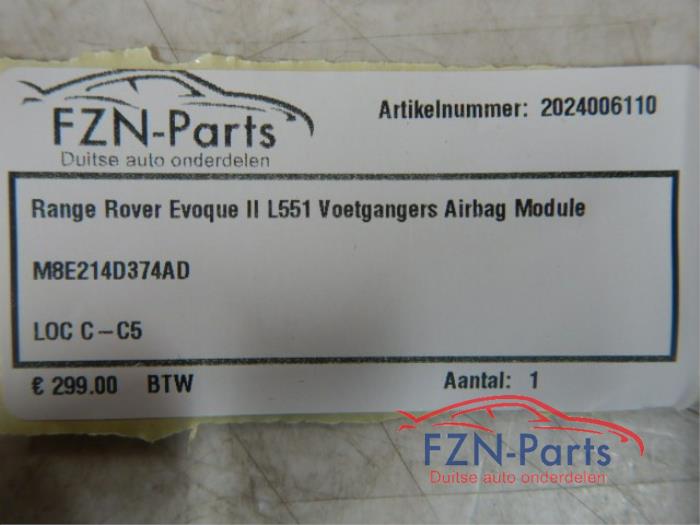 FZN-Parts
Duitse auto onderdelen
Artikelnummer: 2024006110
Range Rover Evoque II L551 Voetgangers Airbag Module
M8E214D374AD
LOC C-C5
€ 299.00 BTW
Aantal: 1
FZN-Parts
Duitse auto onderdelen